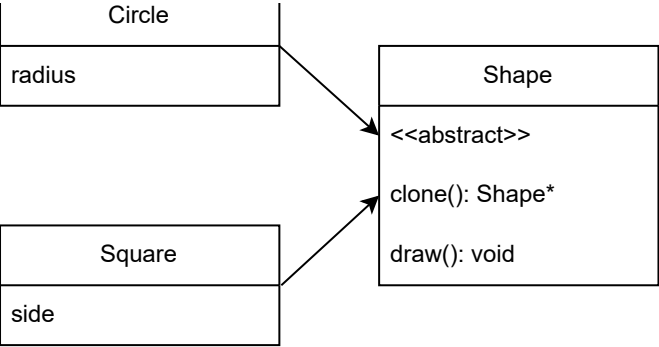 Circle
radius
Shape
<<abstract>>
clone(): Shape*
draw(): void
Square
side